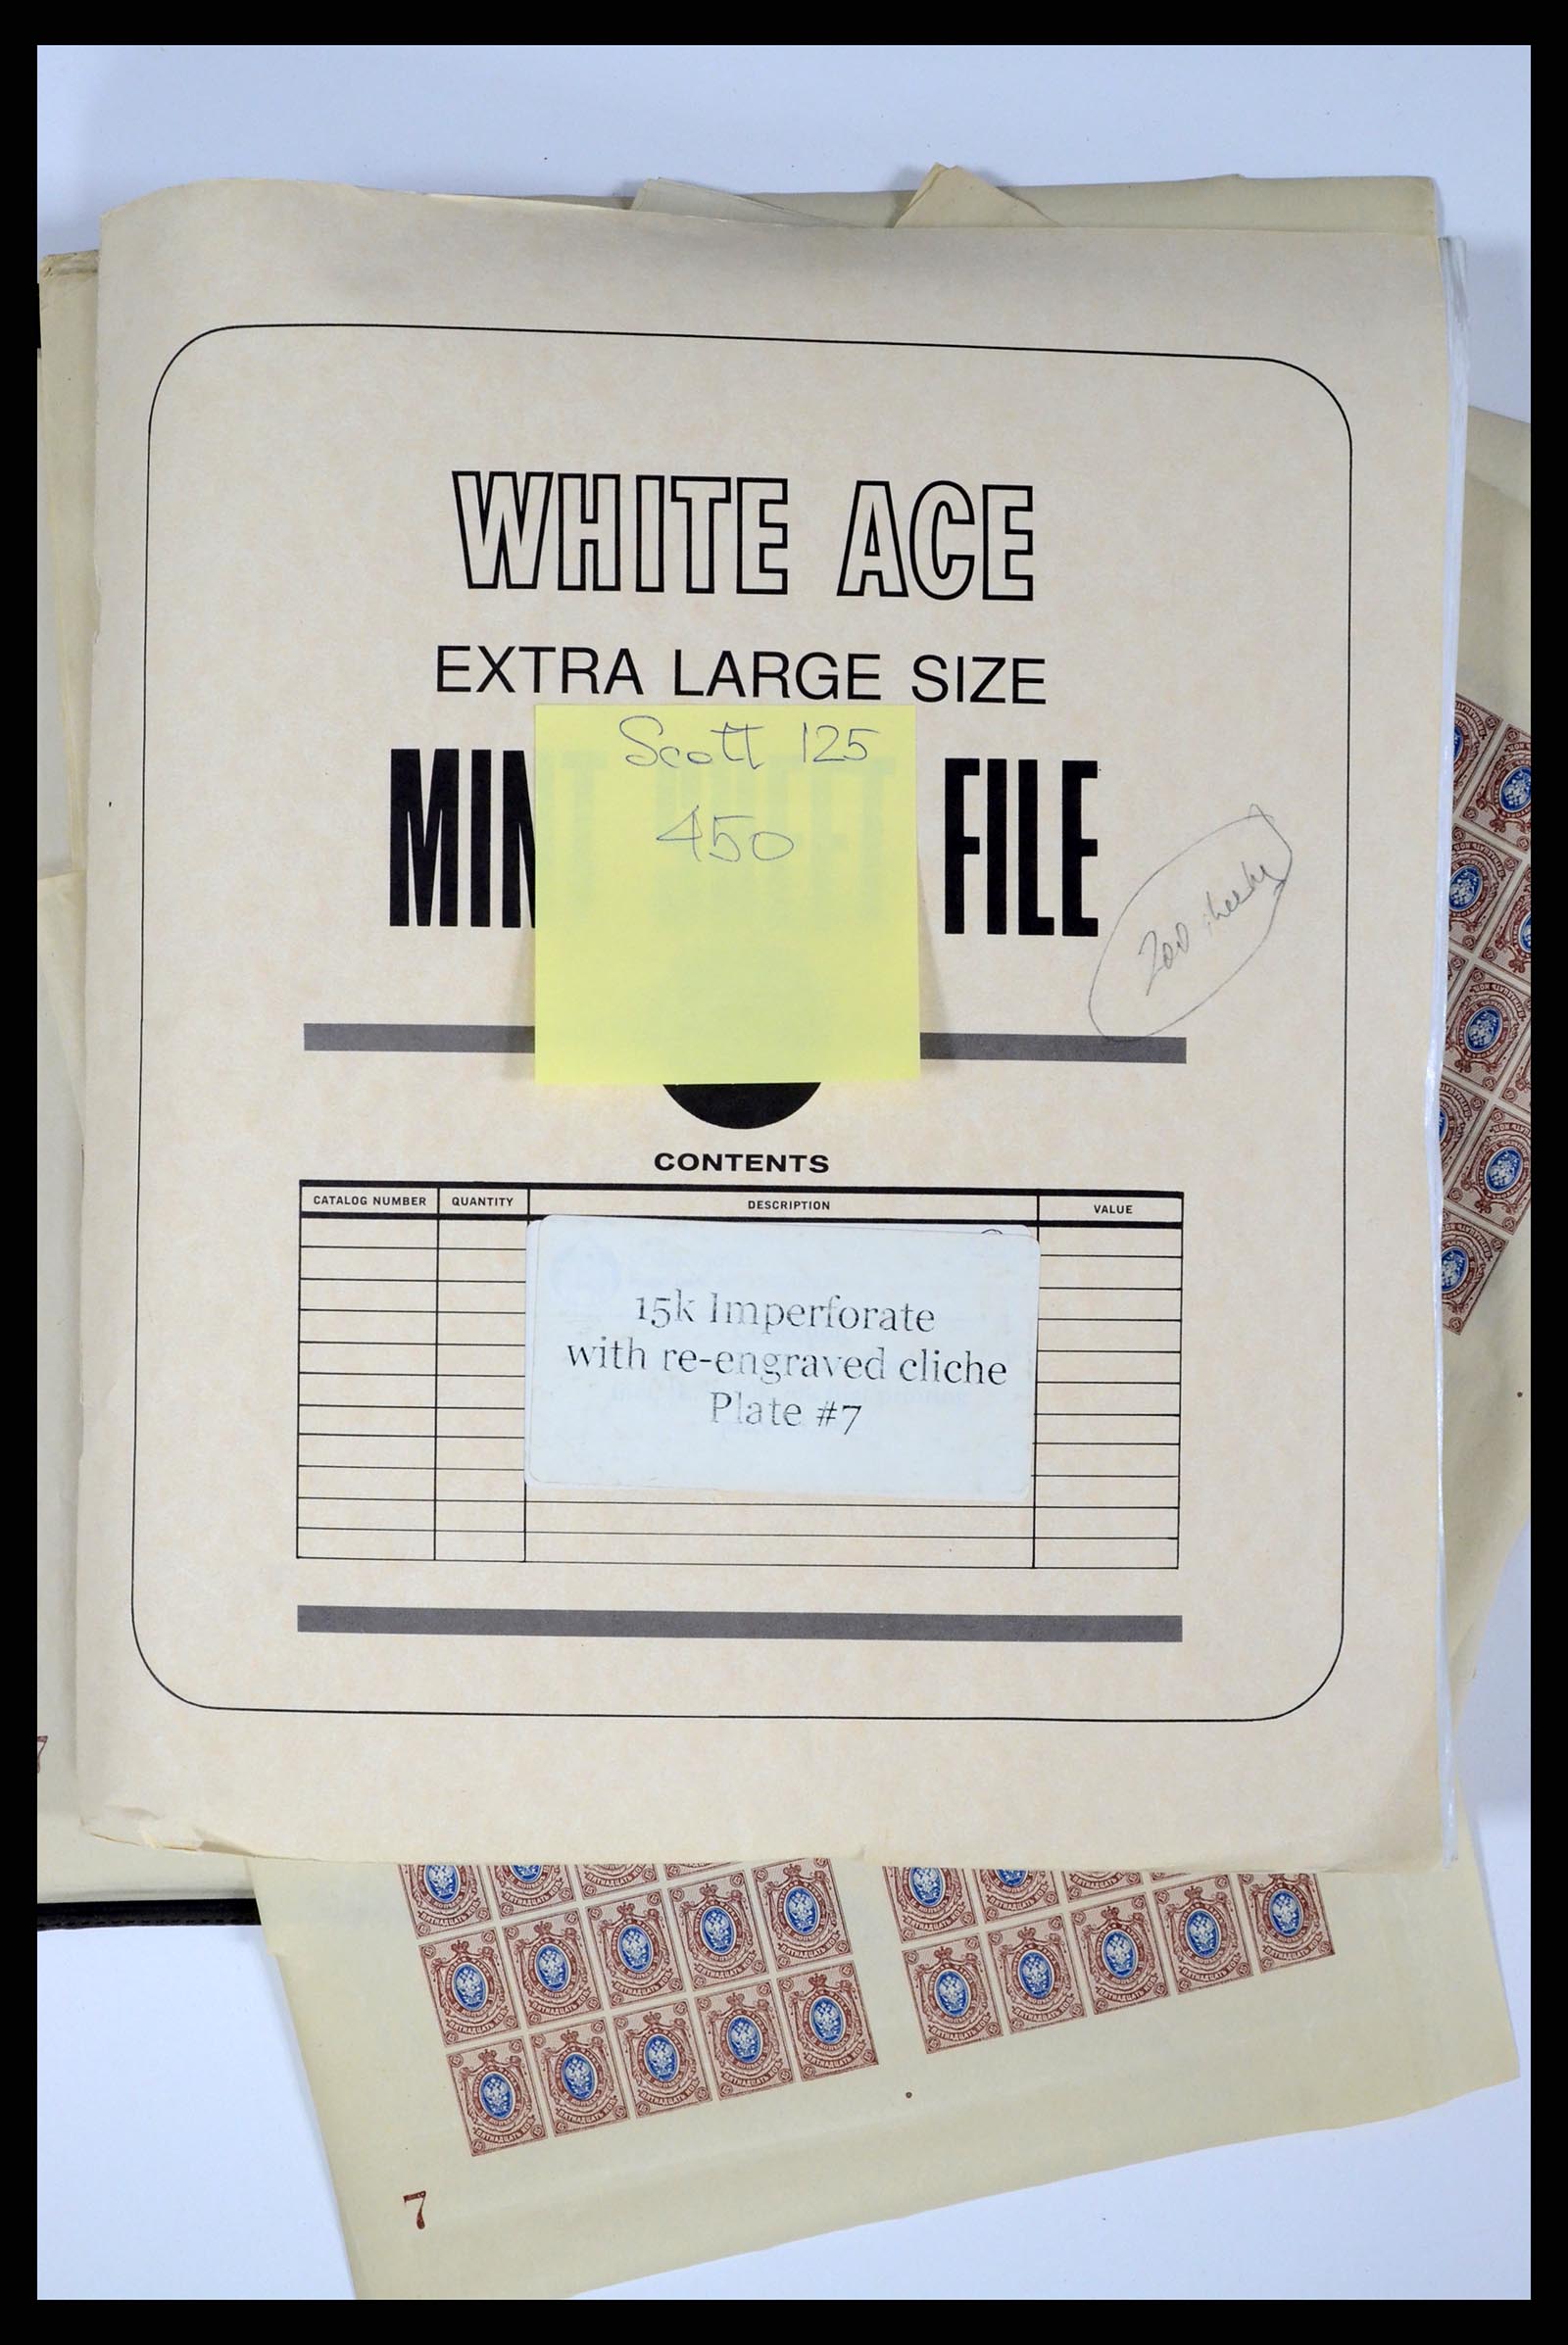 WHITE ACE
EXTRA LARGE SIZE
Scott 125
450
FILE
200 sheets
CONTENTS
CATALOG NUMBER QUANTITY DESCRIPTION VALUE
15k Imperforate
with re-engraved cliche
Plate #7
7